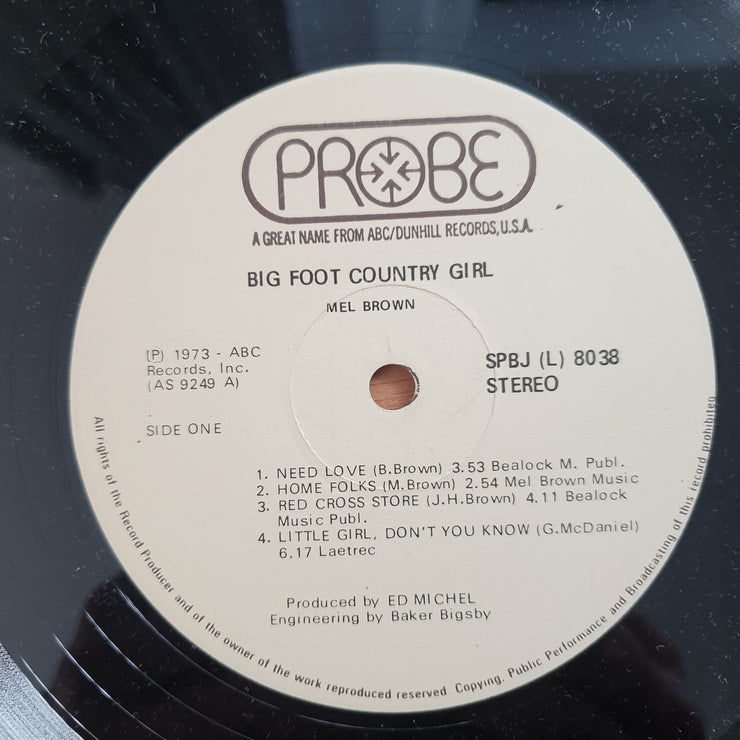 PROBE
A GREAT NAME FROM ABC/DUNHILL RECORDS, U.S.A.
BIG FOOT COUNTRY GIRL
MEL BROWN
(P) 1973 - ABC
Records, Inc.
(AS 9249 A)
SPBJ (L) 8038
STEREO
SIDE ONE
1. NEED LOVE (B.Brown) 3.53 Bealock M. Publ.
2. HOME FOLKS (M.Brown) 2.54 Mel Brown Music
3. RED CROSS STORE (J.H.Brown) 4.11 Bealock
Music Publ.
4. LITTLE GIRL, DON'T YOU KNOW (G.McDaniel)
6.17 Laetrec
Produced by ED MICHEL
Engineering by Baker Bigsby
All rights of the Record Producer and of the owner of the work reproduced reserved. Copying, Public Performance and Broadcasting of this record prohibited